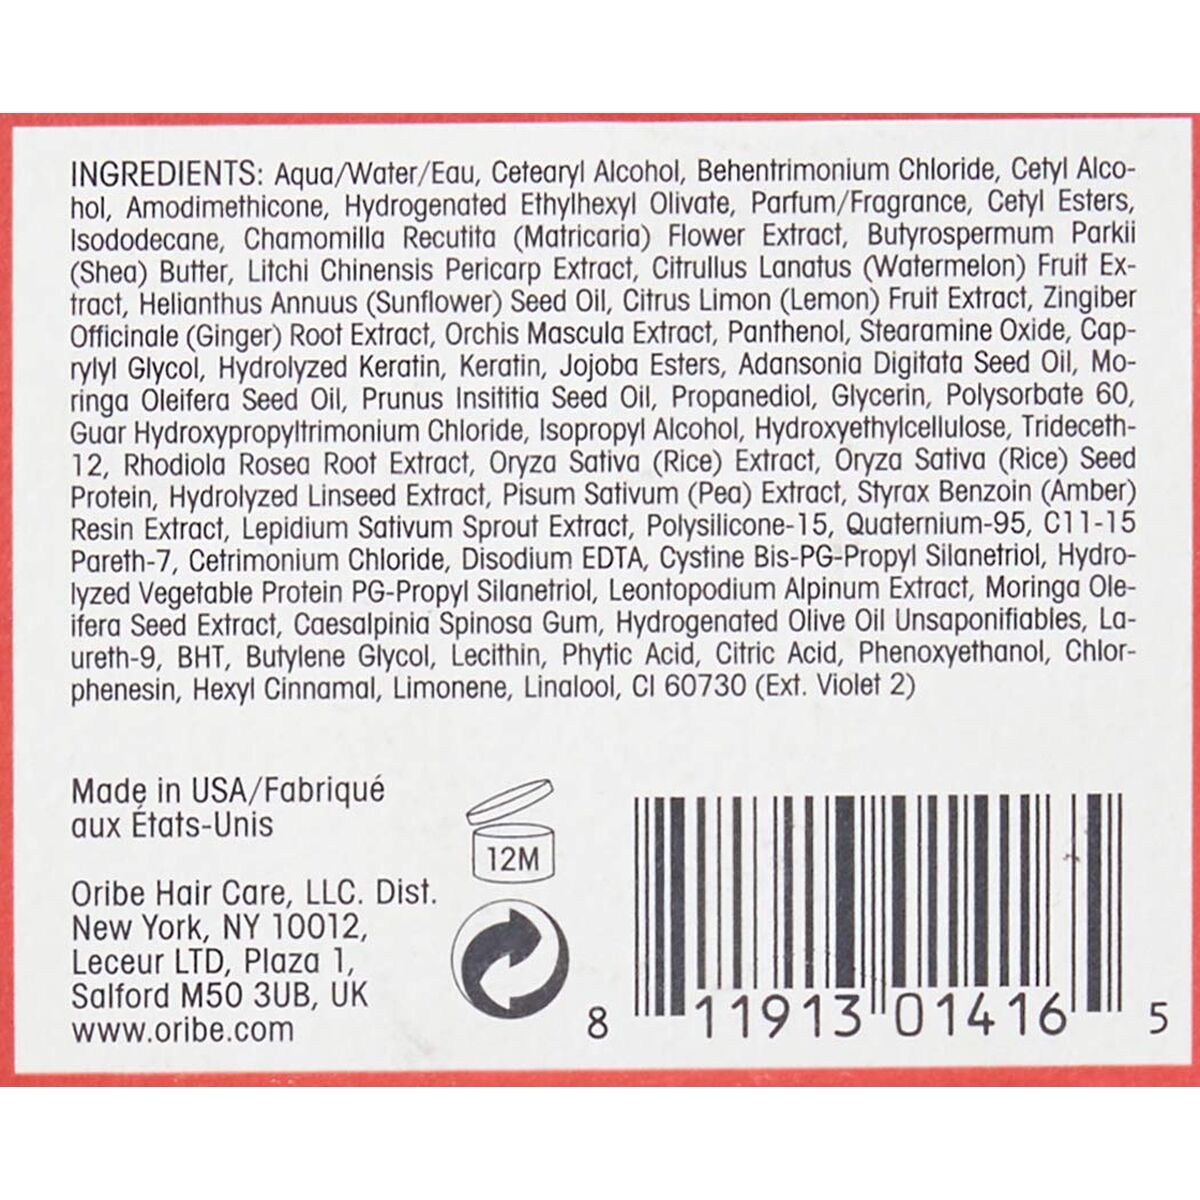 INGREDIENTS: Aqua/Water/Eau, Cetearyl Alcohol, Behentrimonium Chloride, Cetyl Alco-
hol, Amodimethicone, Hydrogenated Ethylhexyl Olivate, Parfum/Fragrance, Cetyl Esters,
Isododecane, Chamomilla Recutita (Matricaria) Flower Extract, Butyrospermum Parkii
(Shea) Butter, Litchi Chinensis Pericarp Extract, Citrullus Lanatus (Watermelon) Fruit Ex-
tract, Helianthus Annuus (Sunflower) Seed Oil, Citrus Limon (Lemon) Fruit Extract, Zingiber
Officinale (Ginger) Root Extract, Orchis Mascula Extract, Panthenol, Stearamine Oxide, Cap-
rylyl Glycol, Hydrolyzed Keratin, Keratin, Jojoba Esters, Adansonia Digitata Seed Oil, Mo-
ringa Oleifera Seed Oil, Prunus Insititia Seed Oil, Propanediol, Glycerin, Polysorbate 60,
Guar Hydroxypropyltrimonium Chloride, Isopropyl Alcohol, Hydroxyethylcellulose, Trideceth-
12, Rhodiola Rosea Root Extract, Oryza Sativa (Rice) Extract, Oryza Sativa (Rice) Seed
Protein, Hydrolyzed Linseed Extract, Pisum Sativum (Pea) Extract, Styrax Benzoin (Amber)
Resin Extract, Lepidium Sativum Sprout Extract, Polysilicone-15, Quaternium-95, C11-15
Pareth-7, Cetrimonium Chloride, Disodium EDTA, Cystine Bis-PG-Propyl Silanetriol, Hydro-
lyzed Vegetable Protein PG-Propyl Silanetriol, Leontopodium Alpinum Extract, Moringa Ole-
ifera Seed Extract, Caesalpinia Spinosa Gum, Hydrogenated Olive Oil Unsaponifiables, La-
ureth-9, BHT, Butylene Glycol, Lecithin, Phytic Acid, Citric Acid, Phenoxyethanol, Chlor-
phenesin, Hexyl Cinnamal, Limonene, Linalool, CI 60730 (Ext. Violet 2)
Made in USA/Fabriqué
aux États-Unis
12M
Oribe Hair Care, LLC. Dist.
New York, NY 10012,
Leceur LTD, Plaza 1,
Salford M50 3UB, UK
www.oribe.com
8 11913 01416 5